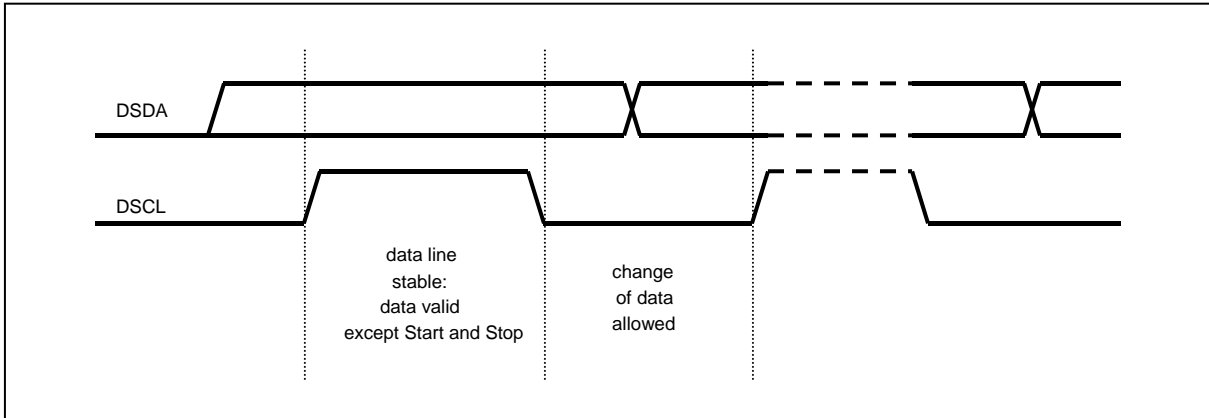 DSDA
DSCL
data line
stable:
data valid
except Start and Stop
change
of data
allowed